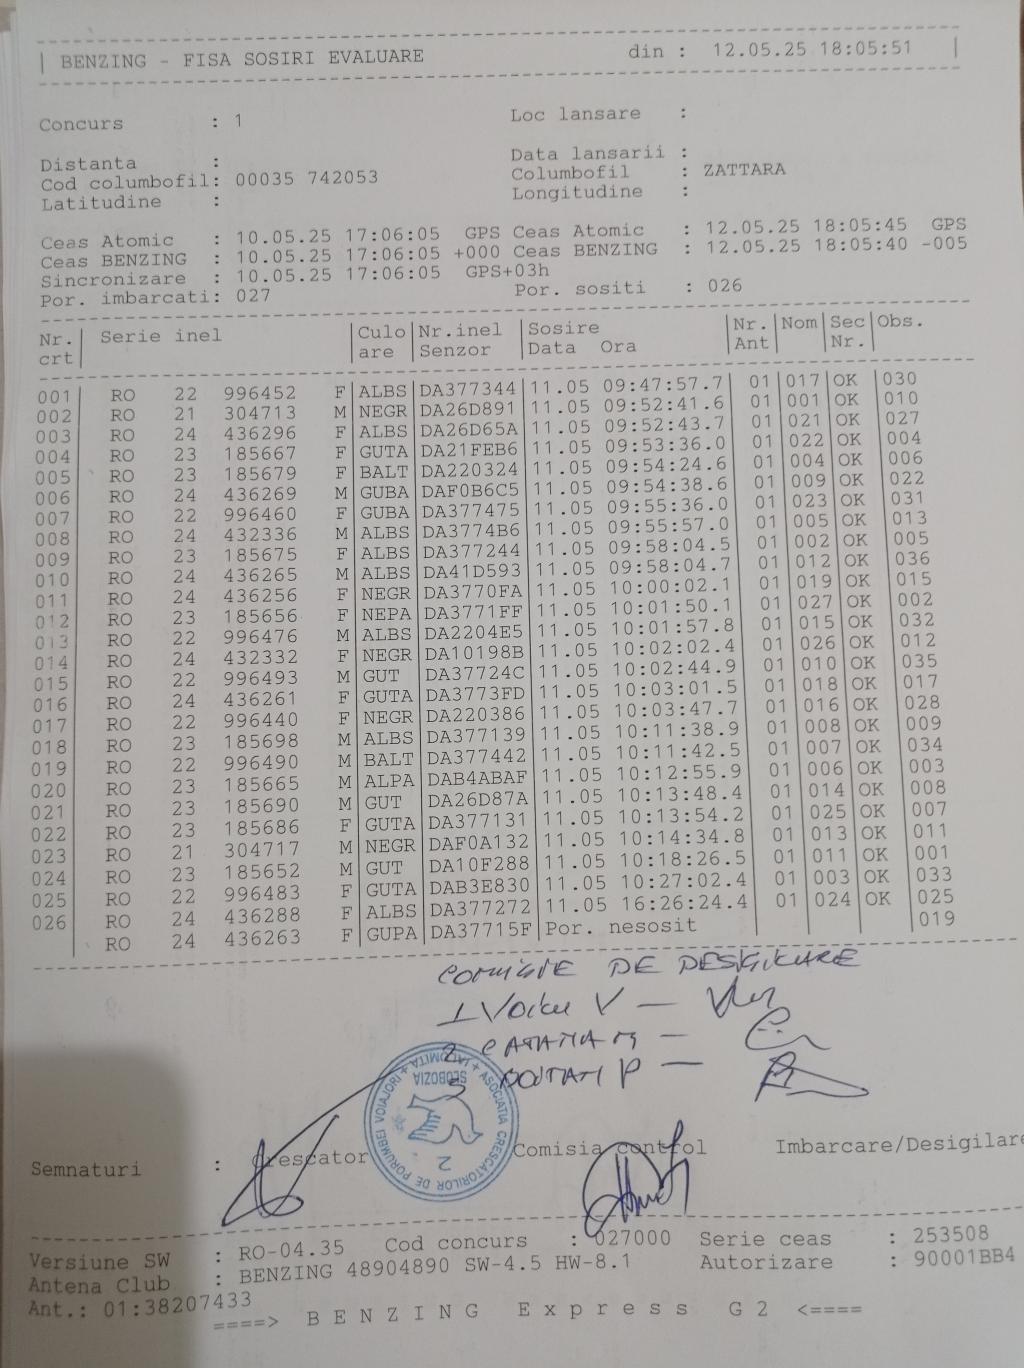 BENZING - FISA SOSIRI EVALUARE din : 12.05.25 18:05:51
Concurs : 1 Loc lansare :
Distanta : Data lansarii :
Cod columbofil: 00035 742053 Columbofil : ZATTARA
Latitudine : Longitudine :
Ceas Atomic : 10.05.25 17:06:05 GPS Ceas Atomic : 12.05.25 18:05:45 GPS
Ceas BENZING : 10.05.25 17:06:05 +000 Ceas BENZING : 12.05.25 18:05:40 -005
Sincronizare : 10.05.25 17:06:05 GPS+03h
Por. imbarcati: 027 Por. sositi : 026
Nr. Serie inel Culo Nr.inel Sosire Nr. Nom Sec Obs.
crt are Senzor Data Ora Ant Nr.
001 RO 22 996452 F ALBS DA377344 11.05 09:47:57.7 01 017 OK 030
002 RO 21 304713 M NEGR DA26D891 11.05 09:52:41.6 01 001 OK 010
003 RO 24 436296 F ALBS DA26D65A 11.05 09:52:43.7 01 021 OK 027
004 RO 23 185667 F GUTA DA21FEB6 11.05 09:53:36.0 01 022 OK 004
005 RO 23 185679 F BALT DA220324 11.05 09:54:24.6 01 004 OK 006
006 RO 24 436269 M GUBA DAF0B6C5 11.05 09:54:38.6 01 009 OK 022
007 RO 22 996460 F GUBA DA377475 11.05 09:55:36.0 01 023 OK 031
008 RO 24 432336 M ALBS DA3774B6 11.05 09:55:57.0 01 005 OK 013
009 RO 23 185675 F ALBS DA377244 11.05 09:58:04.5 01 002 OK 005
010 RO 24 436265 M ALBS DA41D593 11.05 09:58:04.7 01 012 OK 036
011 RO 24 436256 F NEGR DA3770FA 11.05 10:00:02.1 01 019 OK 015
012 RO 23 185656 F NEPA DA3771FF 11.05 10:01:50.1 01 027 OK 002
013 RO 22 996476 M ALBS DA2204E5 11.05 10:01:57.8 01 015 OK 032
014 RO 24 432332 F NEGR DA10198B 11.05 10:02:02.4 01 026 OK 012
015 RO 22 996493 M GUT DA37724C 11.05 10:02:44.9 01 010 OK 035
016 RO 24 436261 F GUTA DA3773FD 11.05 10:03:01.5 01 018 OK 017
017 RO 22 996440 F NEGR DA220386 11.05 10:03:47.7 01 016 OK 028
018 RO 23 185698 M ALBS DA377139 11.05 10:11:38.9 01 008 OK 009
019 RO 22 996490 M BALT DA377442 11.05 10:11:42.5 01 007 OK 034
020 RO 23 185665 M ALPA DAB4ABAF 11.05 10:12:55.9 01 006 OK 003
021 RO 23 185690 M GUT DA26D87A 11.05 10:13:48.4 01 014 OK 008
022 RO 23 185686 F GUTA DA377131 11.05 10:13:54.2 01 025 OK 007
023 RO 21 304717 M NEGR DAF0A132 11.05 10:14:34.8 01 013 OK 011
024 RO 23 185652 M GUT DA10F288 11.05 10:18:26.5 01 011 OK 001
025 RO 22 996483 F GUTA DAB3E830 11.05 10:27:02.4 01 003 OK 033
026 RO 24 436288 F ALBS DA377272 11.05 16:26:24.4 01 024 OK 025
RO 24 436263 F GUPA DA37715F Por. nesosit 019
COMISIE DE DESIGILARE
1 Voicu V —
2 CATANA M —
3 P —
ASOCIATIA CRESCATORILOR DE PORUMBEI VOIAJORI + IALOMITA +
SLOBOZIA
2
Semnaturi : Crescator Comisia control Imbarcare/Desigilare
Versiune SW : RO-04.35 Cod concurs : 027000 Serie ceas : 253508
Antena Club : BENZING 48904890 SW-4.5 HW-8.1 Autorizare : 90001BB4
Ant.: 01:38207433
====> BENZING Express G2 <====